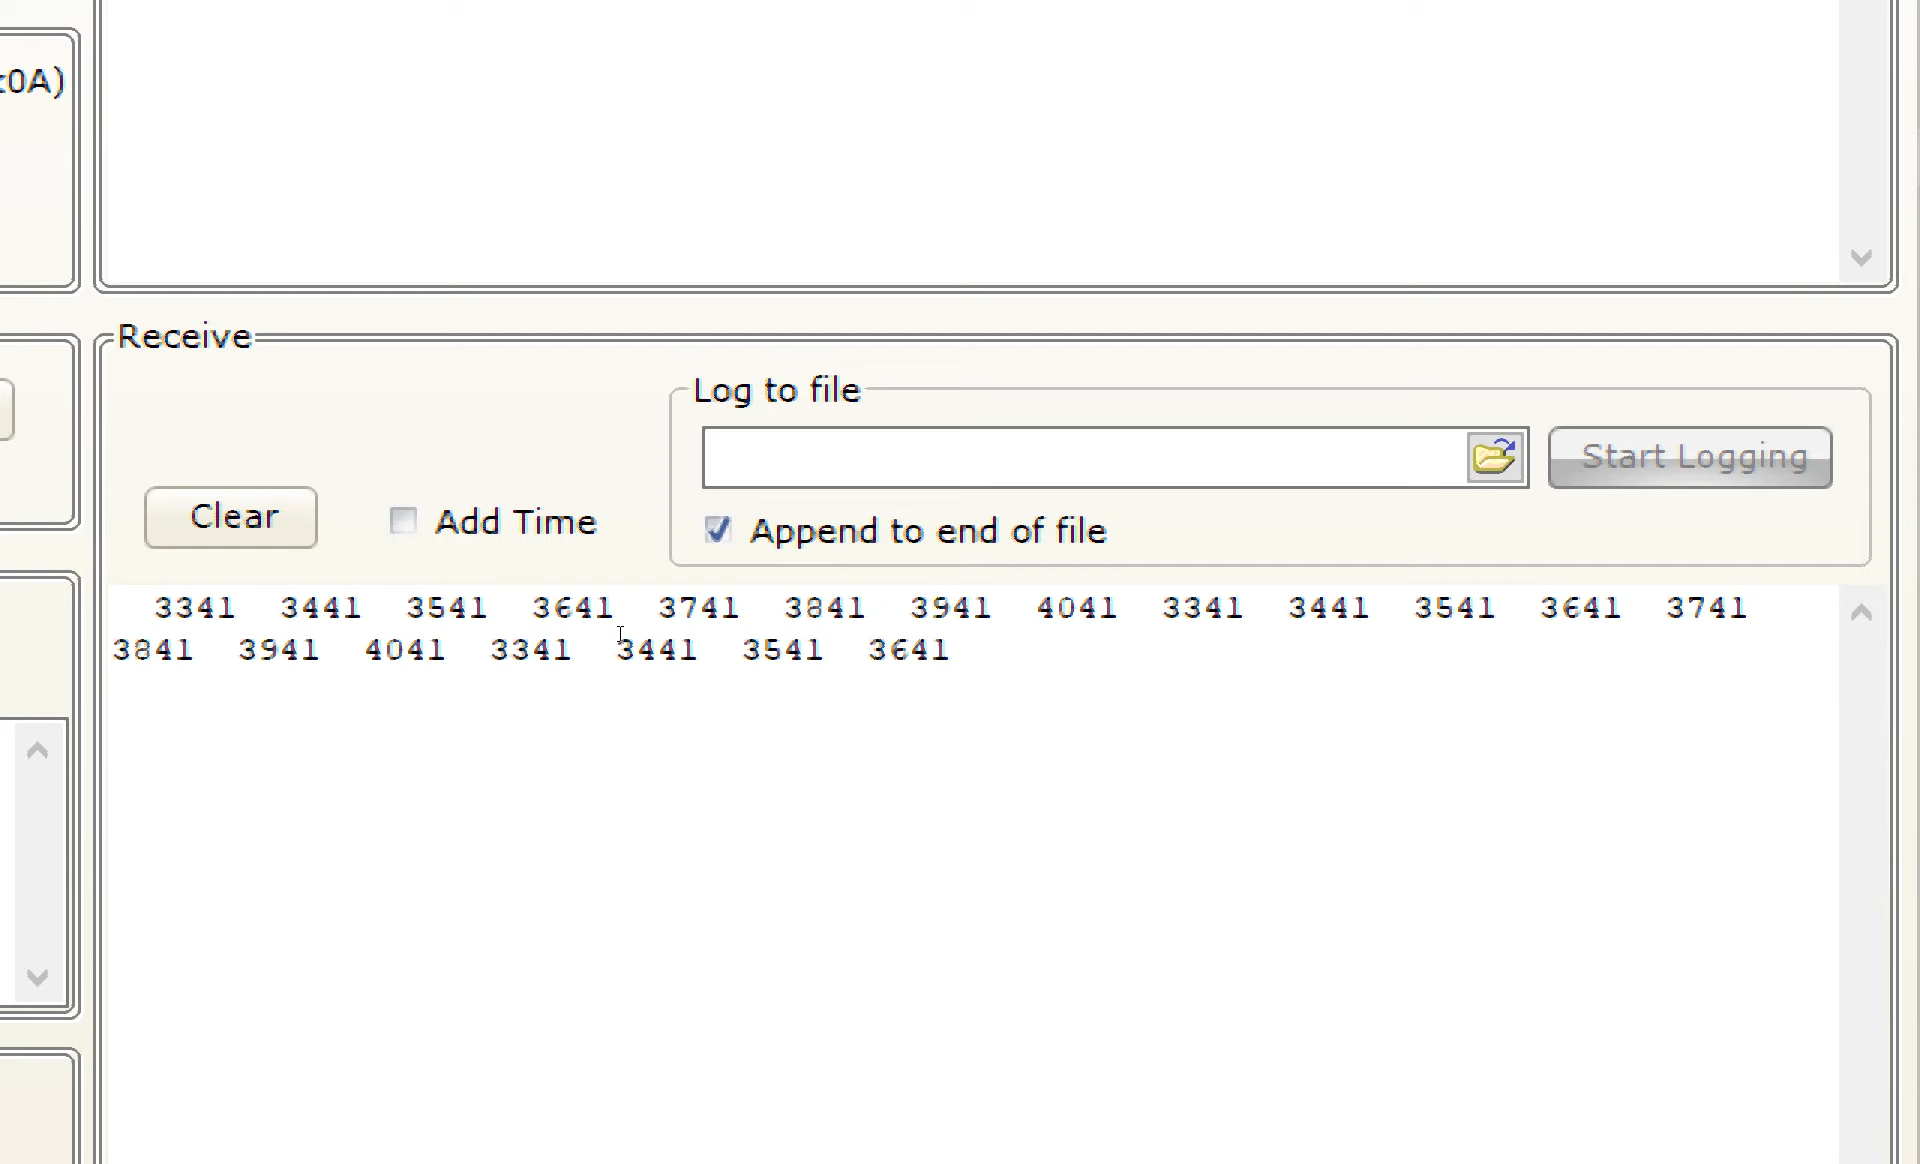 0A)
Receive
Log to file
Start Logging
Clear
Add Time
Append to end of file
3341 3441 3541 3641 3741 3841 3941 4041 3341 3441 3541 3641 3741
3841 3941 4041 3341 3441 3541 3641